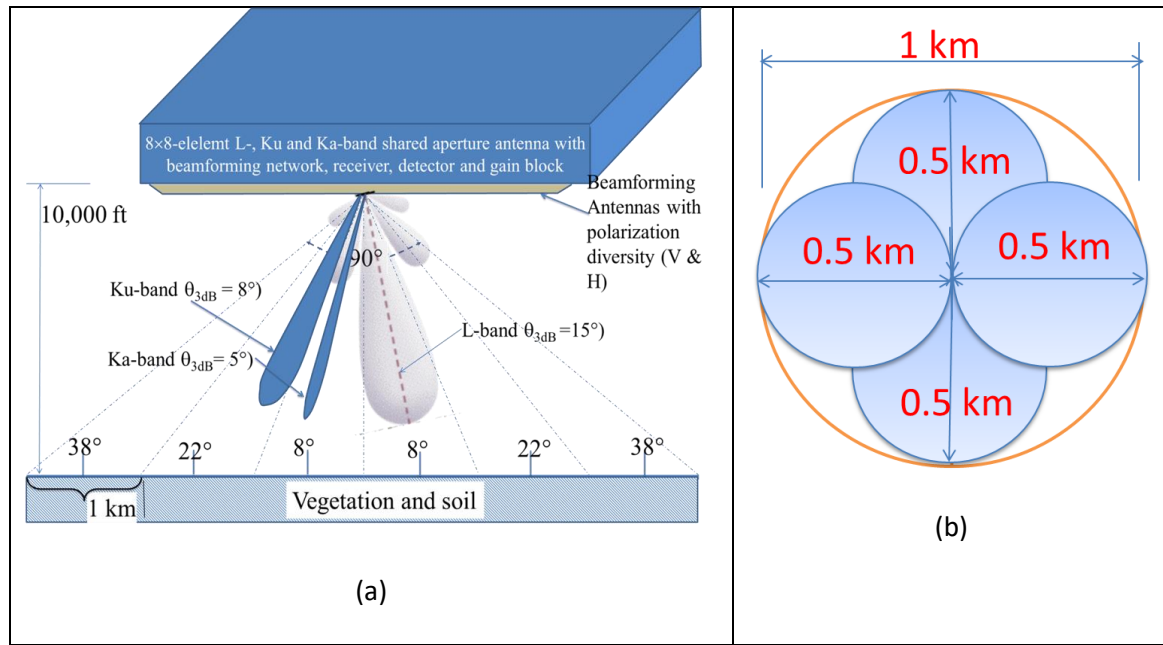 8×8-elelemt L-, Ku and Ka-band shared aperture antenna with
beamforming network, receiver, detector and gain block
10,000 ft
Beamforming
Antennas with
polarization
diversity (V &
H)
90°
Ku-band θ3dB = 8°)
Ka-band θ3dB= 5°)
L-band θ3dB =15°)
38°
22°
8°
8°
22°
38°
1 km
Vegetation and soil
(a)
1 km
0.5 km
0.5 km
0.5 km
0.5 km
(b)